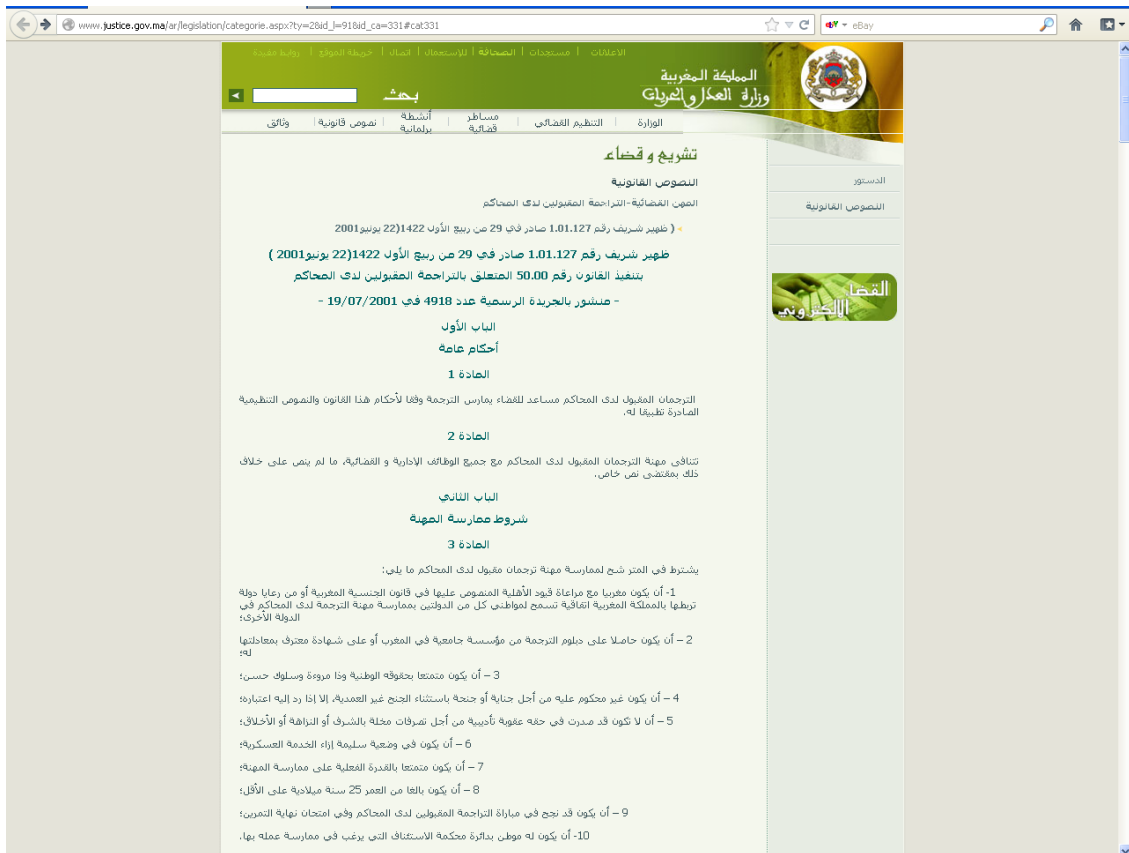 www.justice.gov.ma/ar/legislation/categorie.aspx?ty=2&id_l=91&id_ca=331#cat331
eBay
الاعلانات | مستجدات | الصحافة | للإستعمال | اتصال | خريطة الموقع | روابط مفيدة
المملكة المغربية
وزارة العدل والحريات
بحث
الوزارة | التنظيم القضائي | مساطر قضائية | أنشطة برلمانية | نصوص قانونية | وثائق
الدستور
النصوص القانونية
القضاء الإلكتروني
تشريع و قضاء
النصوص القانونية
المهن القضائية-التراجمة المقبولين لدى المحاكم
( ظهير شريف رقم 1.01.127 صادر في 29 من ربيع الأول 1422(22 يونيو2001
ظهير شريف رقم 1.01.127 صادر في 29 من ربيع الأول 1422(22 يونيو2001 )
بتنفيذ القانون رقم 50.00 المتعلق بالتراجمة المقبولين لدى المحاكم
- منشور بالجريدة الرسمية عدد 4918 في 19/07/2001 -
الباب الأول
أحكام عامة
المادة 1
الترجمان المقبول لدى المحاكم مساعد للقضاء يمارس الترجمة وفقا لأحكام هذا القانون والنصوص التنظيمية
الصادرة تطبيقا له.
المادة 2
تتنافى مهنة الترجمان المقبول لدى المحاكم مع جميع الوظائف الإدارية و القضائية، ما لم ينص على خلاف
ذلك بمقتضى نص خاص.
الباب الثاني
شروط ممارسة المهنة
المادة 3
يشترط في المتر شح لممارسة مهنة ترجمان مقبول لدى المحاكم ما يلي:
1- أن يكون مغربيا مع مراعاة قيود الأهلية المنصوص عليها في قانون الجنسية المغربية أو من رعايا دولة
تربطها بالمملكة المغربية اتفاقية تسمح لمواطني كل من الدولتين بممارسة مهنة الترجمة لدى المحاكم في
الدولة الأخرى؛
2 – أن يكون حاصلا على دبلوم الترجمة من مؤسسة جامعية في المغرب أو على شهادة معترف بمعادلتها
له؛
3 – أن يكون متمتعا بحقوقه الوطنية وذا مروءة وسلوك حسن؛
4 – أن يكون غير محكوم عليه من أجل جناية أو جنحة باستثناء الجنح غير العمدية، إلا إذا رد إليه اعتباره؛
5 – أن لا تكون قد صدرت في حقه عقوبة تأديبية من أجل تصرفات مخلة بالشرف أو النزاهة أو الأخلاق؛
6 – أن يكون في وضعية سليمة إزاء الخدمة العسكرية؛
7 – أن يكون متمتعا بالقدرة الفعلية على ممارسة المهنة؛
8 – أن يكون بالغا من العمر 25 سنة ميلادية على الأقل؛
9 – أن يكون قد نجح في مباراة التراجمة المقبولين لدى المحاكم وفي امتحان نهاية التمرين؛
10- أن يكون له موطن بدائرة محكمة الاستئناف التي يرغب في ممارسة عمله بها.